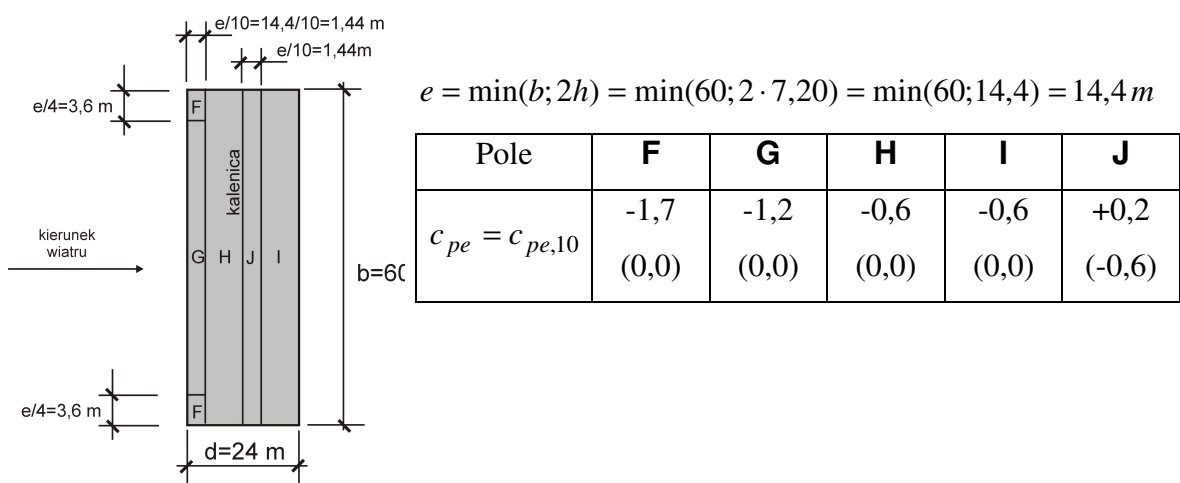 e/10=14,4/10=1,44 m
e/10=1,44m
e/4=3,6 m
F
kalenica
kierunek
wiatru
G H J I
b=60
e/4=3,6 m
F
d=24 m
e = min(b; 2h) = min(60; 2 · 7,20) = min(60;14,4) = 14,4 m
Pole F G H I J
c_pe = c_pe,10
-1,7 -1,2 -0,6 -0,6 +0,2
(0,0) (0,0) (0,0) (0,0) (-0,6)